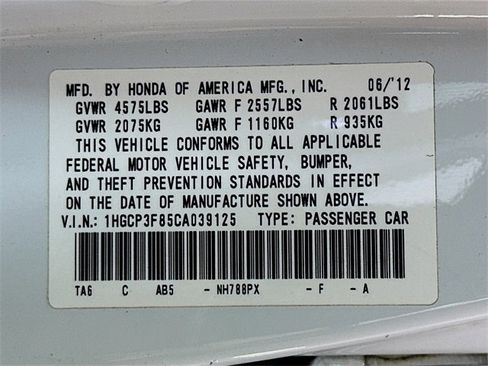 MFD. BY HONDA OF AMERICA MFG., INC. 06/'12
GVWR 4575LBS GAWR F 2557LBS R 2061LBS
GVWR 2075KG GAWR F 1160KG R 935KG
THIS VEHICLE CONFORMS TO ALL APPLICABLE
FEDERAL MOTOR VEHICLE SAFETY, BUMPER,
AND THEFT PREVENTION STANDARDS IN EFFECT
ON THE DATE OF MANUFACTURE SHOWN ABOVE.
V.I.N.: 1HGCP3F85CA039125 TYPE: PASSENGER CAR
TA6 C AB5 - NH788PX - F - A